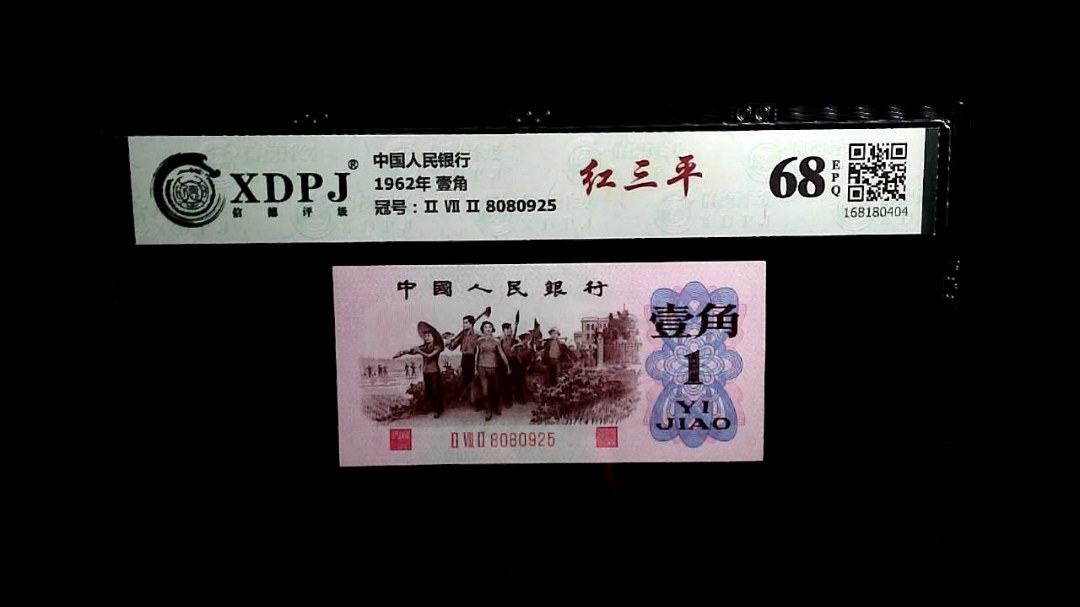 XDPJ®
信德评级
中国人民银行
1962年 壹角
冠号：II VII II 8080925
红三平
68
EPQ
168180404
中國人民銀行
壹角
1
YI
JIAO
II VII II 8080925